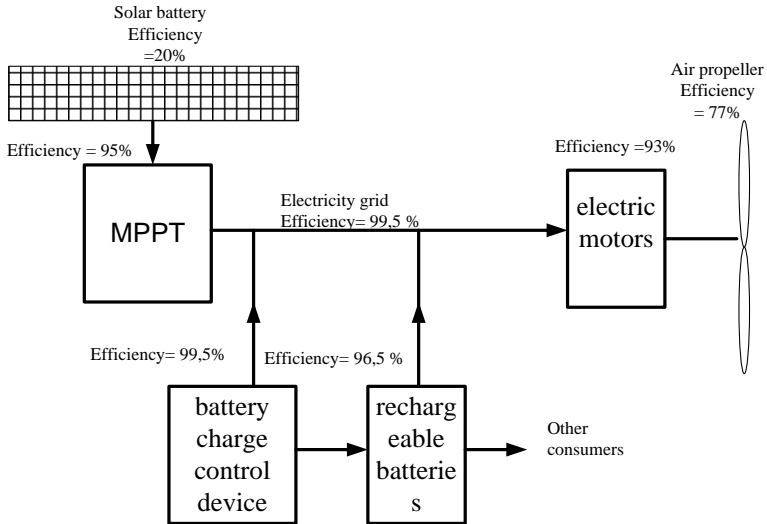 Solar battery
Efficiency
=20%
Air propeller
Efficiency
= 77%
Efficiency = 95%
Efficiency =93%
MPPT
Electricity grid
Efficiency= 99,5 %
electric
motors
Efficiency= 99,5%
Efficiency= 96,5 %
battery
charge
control
device
recharg
eable
batterie
s
Other
consumers